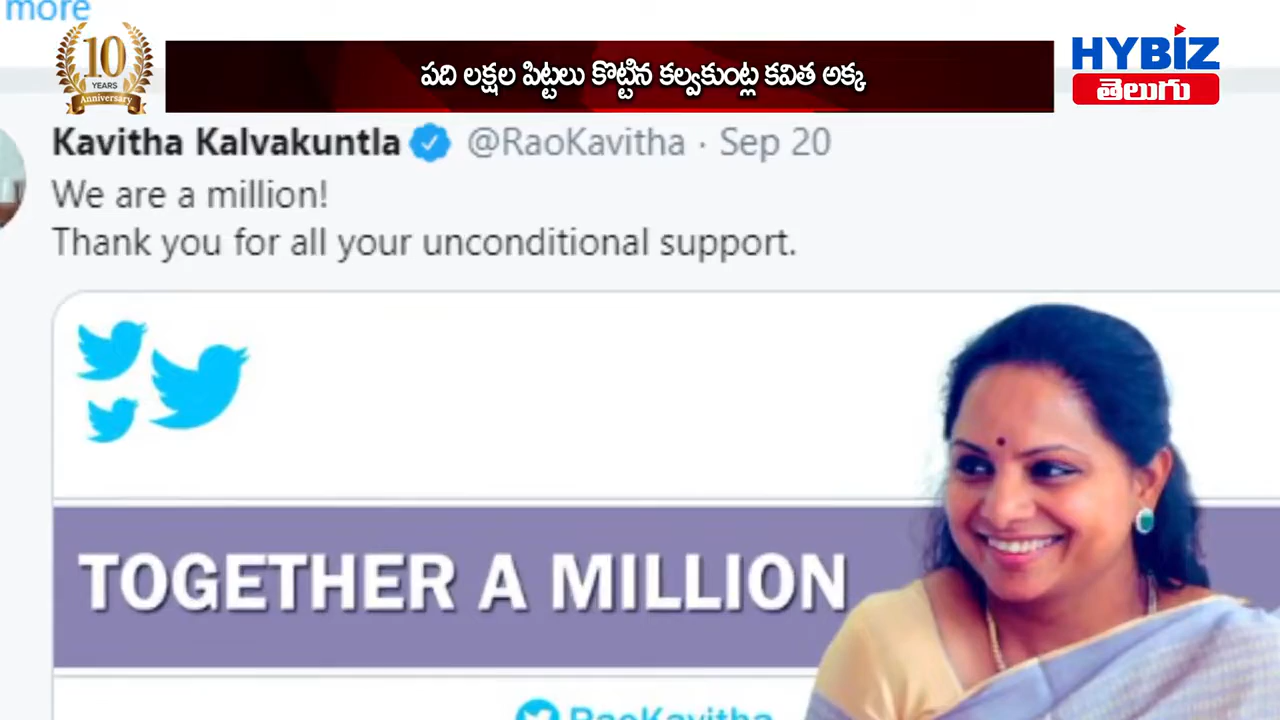 more
10
YEARS
Anniversary
పది లక్షల పిట్టలు కొట్టిన కల్వకుంట్ల కవిత అక్క
HYBIZ
తెలుగు
Kavitha Kalvakuntla @RaoKavitha · Sep 20
We are a million!
Thank you for all your unconditional support.
TOGETHER A MILLION
RaoKavitha